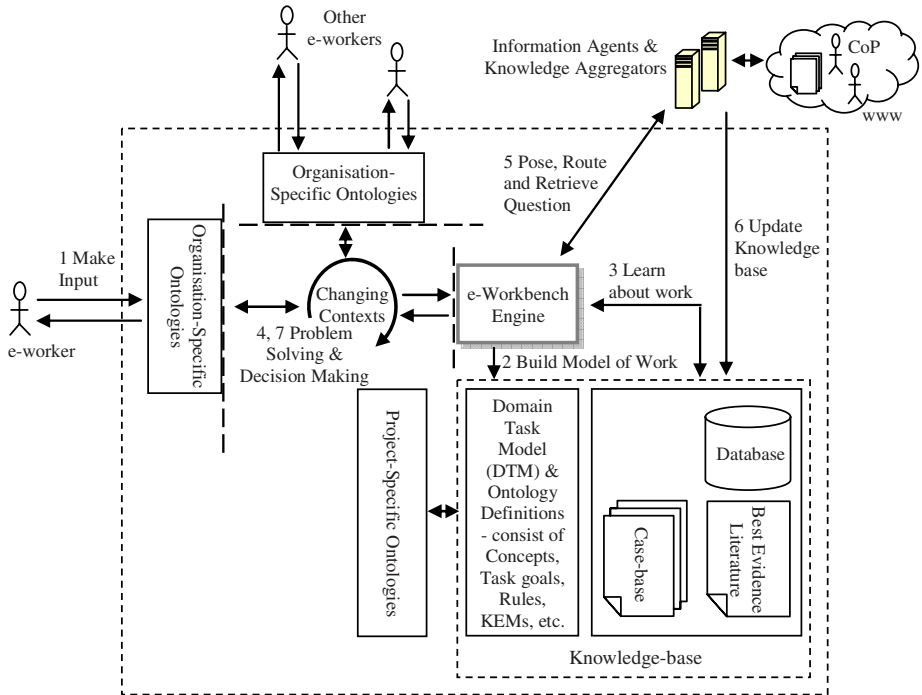 Other
e-workers
Information Agents &
Knowledge Aggregators
CoP
www
Organisation-
Specific Ontologies
5 Pose, Route
and Retrieve
Question
6 Update
Knowledge
base
1 Make
Input
e-worker
Organisation-Specific
Ontologies
Changing
Contexts
4, 7 Problem
Solving &
Decision Making
e-Workbench
Engine
3 Learn
about work
2 Build Model of Work
Project-Specific Ontologies
Domain
Task
Model
(DTM) &
Ontology
Definitions
- consist of
Concepts,
Task goals,
Rules,
KEMs, etc.
Database
Case-base
Best Evidence
Literature
Knowledge-base